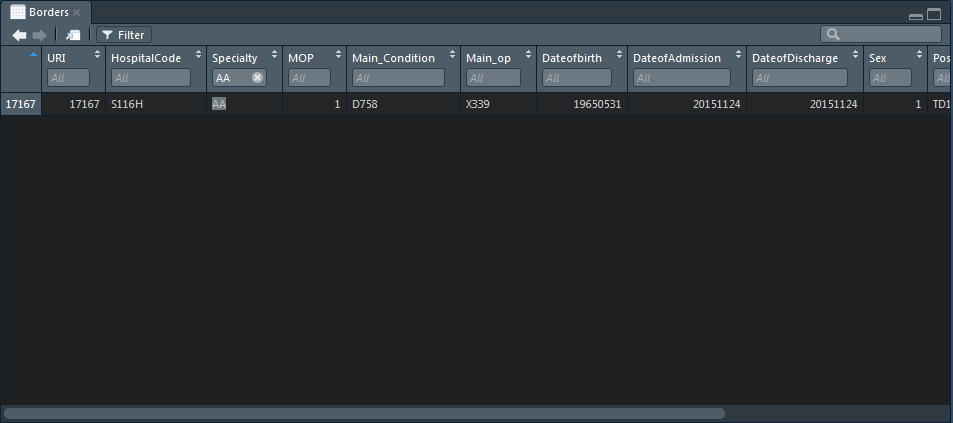 Borders
Filter
URI HospitalCode Specialty MOP Main_Condition Main_op Dateofbirth DateofAdmission DateofDischarge Sex Pos
All All AA All All All All All All All All
17167 17167 S116H AA 1 D758 X339 19650531 20151124 20151124 1 TD1